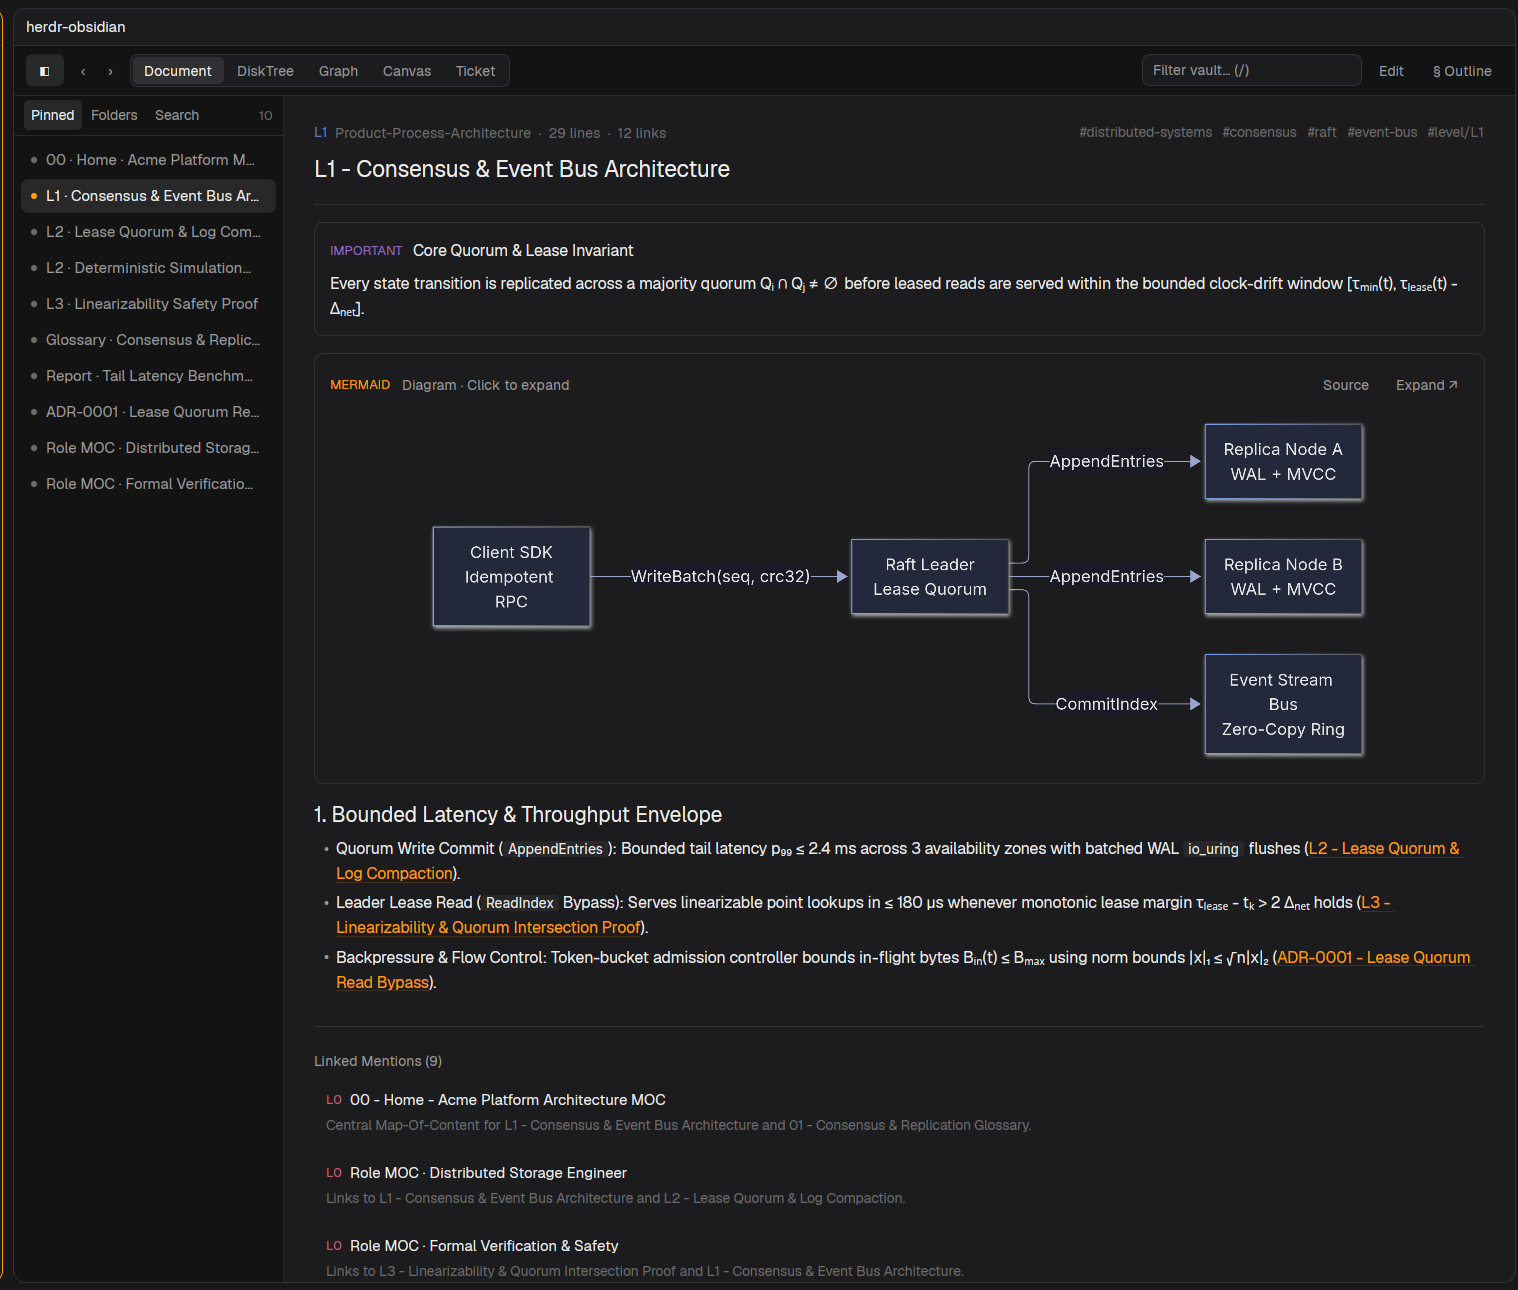 herdr-obsidian
‹ › Document DiskTree Graph Canvas Ticket Filter vault... (/) Edit § Outline
Pinned Folders Search 10
00 · Home · Acme Platform M...
L1 · Consensus & Event Bus Ar...
L2 · Lease Quorum & Log Com...
L2 · Deterministic Simulation...
L3 · Linearizability Safety Proof
Glossary · Consensus & Replic...
Report · Tail Latency Benchm...
ADR-0001 · Lease Quorum Re...
Role MOC · Distributed Storag...
Role MOC · Formal Verificatio...
L1 Product-Process-Architecture · 29 lines · 12 links #distributed-systems #consensus #raft #event-bus #level/L1
L1 - Consensus & Event Bus Architecture
IMPORTANT Core Quorum & Lease Invariant
Every state transition is replicated across a majority quorum Qᵢ ∩ Qⱼ ≠ ∅ before leased reads are served within the bounded clock-drift window [τmin(t), τlease(t) -
Δnet].
MERMAID Diagram · Click to expand Source Expand ↗
Client SDK
Idempotent
RPC
WriteBatch(seq, crc32)
Raft Leader
Lease Quorum
AppendEntries
Replica Node A
WAL + MVCC
AppendEntries
Replica Node B
WAL + MVCC
CommitIndex
Event Stream
Bus
Zero-Copy Ring
1. Bounded Latency & Throughput Envelope
• Quorum Write Commit ( AppendEntries ): Bounded tail latency p₉₉ ≤ 2.4 ms across 3 availability zones with batched WAL io_uring flushes (L2 - Lease Quorum &
Log Compaction).
• Leader Lease Read ( ReadIndex Bypass): Serves linearizable point lookups in ≤ 180 µs whenever monotonic lease margin τlease - tk > 2 Δnet holds (L3 -
Linearizability & Quorum Intersection Proof).
• Backpressure & Flow Control: Token-bucket admission controller bounds in-flight bytes Bin(t) ≤ Bmax using norm bounds |x|₁ ≤ √n|x|₂ (ADR-0001 - Lease Quorum
Read Bypass).
Linked Mentions (9)
L0 00 - Home - Acme Platform Architecture MOC
Central Map-Of-Content for L1 - Consensus & Event Bus Architecture and 01 - Consensus & Replication Glossary.
L0 Role MOC · Distributed Storage Engineer
Links to L1 - Consensus & Event Bus Architecture and L2 - Lease Quorum & Log Compaction.
L0 Role MOC · Formal Verification & Safety
Links to L3 - Linearizability & Quorum Intersection Proof and L1 - Consensus & Event Bus Architecture.